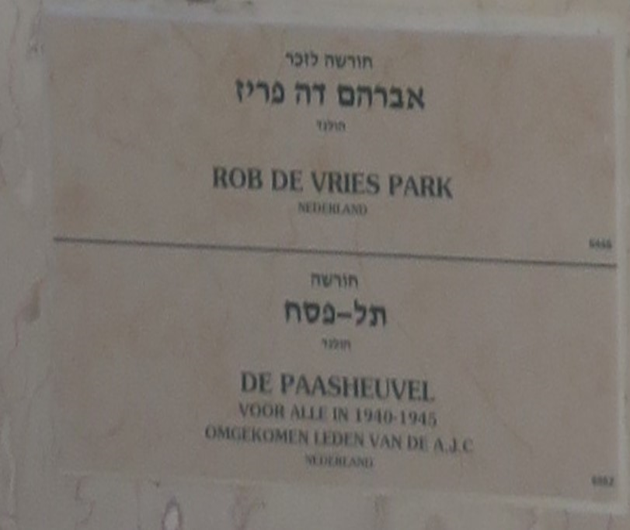 חורשה לזכר
אברהם דה פריז
הולנד
ROB DE VRIES PARK
NEDERLAND
חורשה
תל-פסח
הולנד
DE PAASHEUVEL
VOOR ALLE IN 1940-1945
OMGEKOMEN LEDEN VAN DE A.J.C
NEDERLAND